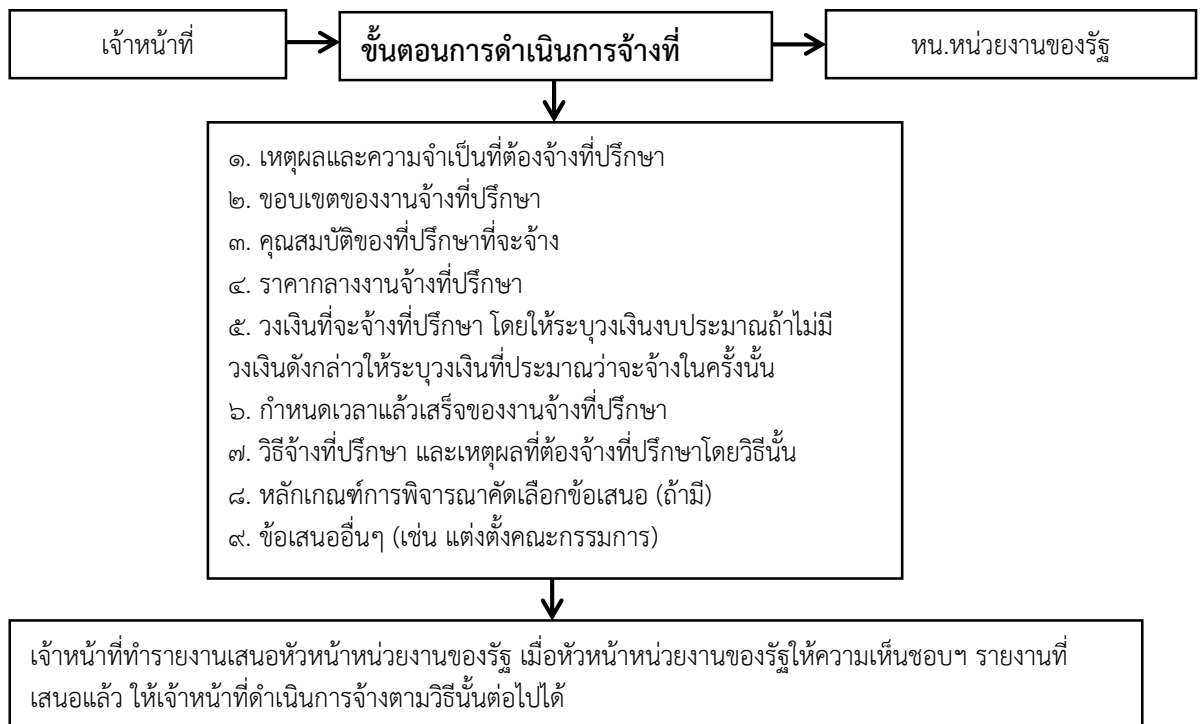 เจ้าหน้าที่
ขั้นตอนการดำเนินการจ้างที่
หน.หน่วยงานของรัฐ
๑. เหตุผลและความจำเป็นที่ต้องจ้างที่ปรึกษา
๒. ขอบเขตของงานจ้างที่ปรึกษา
๓. คุณสมบัติของที่ปรึกษาที่จะจ้าง
๔. ราคากลางงานจ้างที่ปรึกษา
๕. วงเงินที่จะจ้างที่ปรึกษา โดยให้ระบุวงเงินงบประมาณถ้าไม่มี
วงเงินดังกล่าวให้ระบุวงเงินที่ประมาณว่าจะจ้างในครั้งนั้น
๖. กำหนดเวลาแล้วเสร็จของงานจ้างที่ปรึกษา
๗. วิธีจ้างที่ปรึกษา และเหตุผลที่ต้องจ้างที่ปรึกษาโดยวิธีนั้น
๘. หลักเกณฑ์การพิจารณาคัดเลือกข้อเสนอ (ถ้ามี)
๙. ข้อเสนออื่นๆ (เช่น แต่งตั้งคณะกรรมการ)
เจ้าหน้าที่ทำรายงานเสนอหัวหน้าหน่วยงานของรัฐ เมื่อหัวหน้าหน่วยงานของรัฐให้ความเห็นชอบฯ รายงานที่
เสนอแล้ว ให้เจ้าหน้าที่ดำเนินการจ้างตามวิธีนั้นต่อไปได้